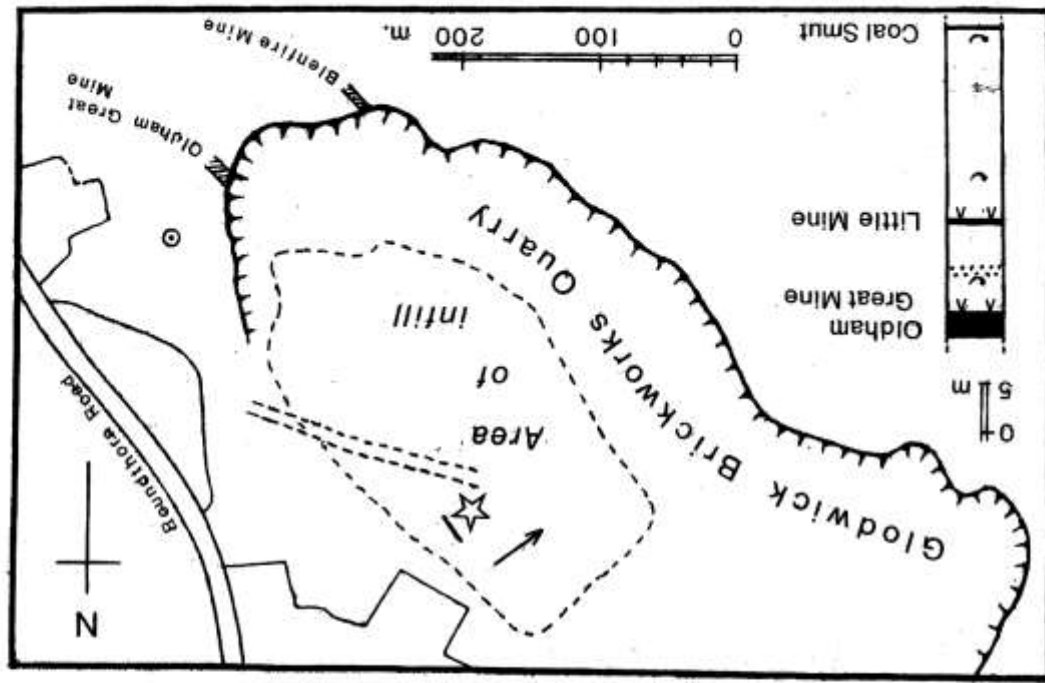 N
Roundthorn Road
Glodwick Brickworks Quarry
Area
of
infill
0 5
m
Oldham
Great Mine
Little Mine
Coal Smut
Oldham Great
Mine
Blenfire Mine
0 100 200
m.